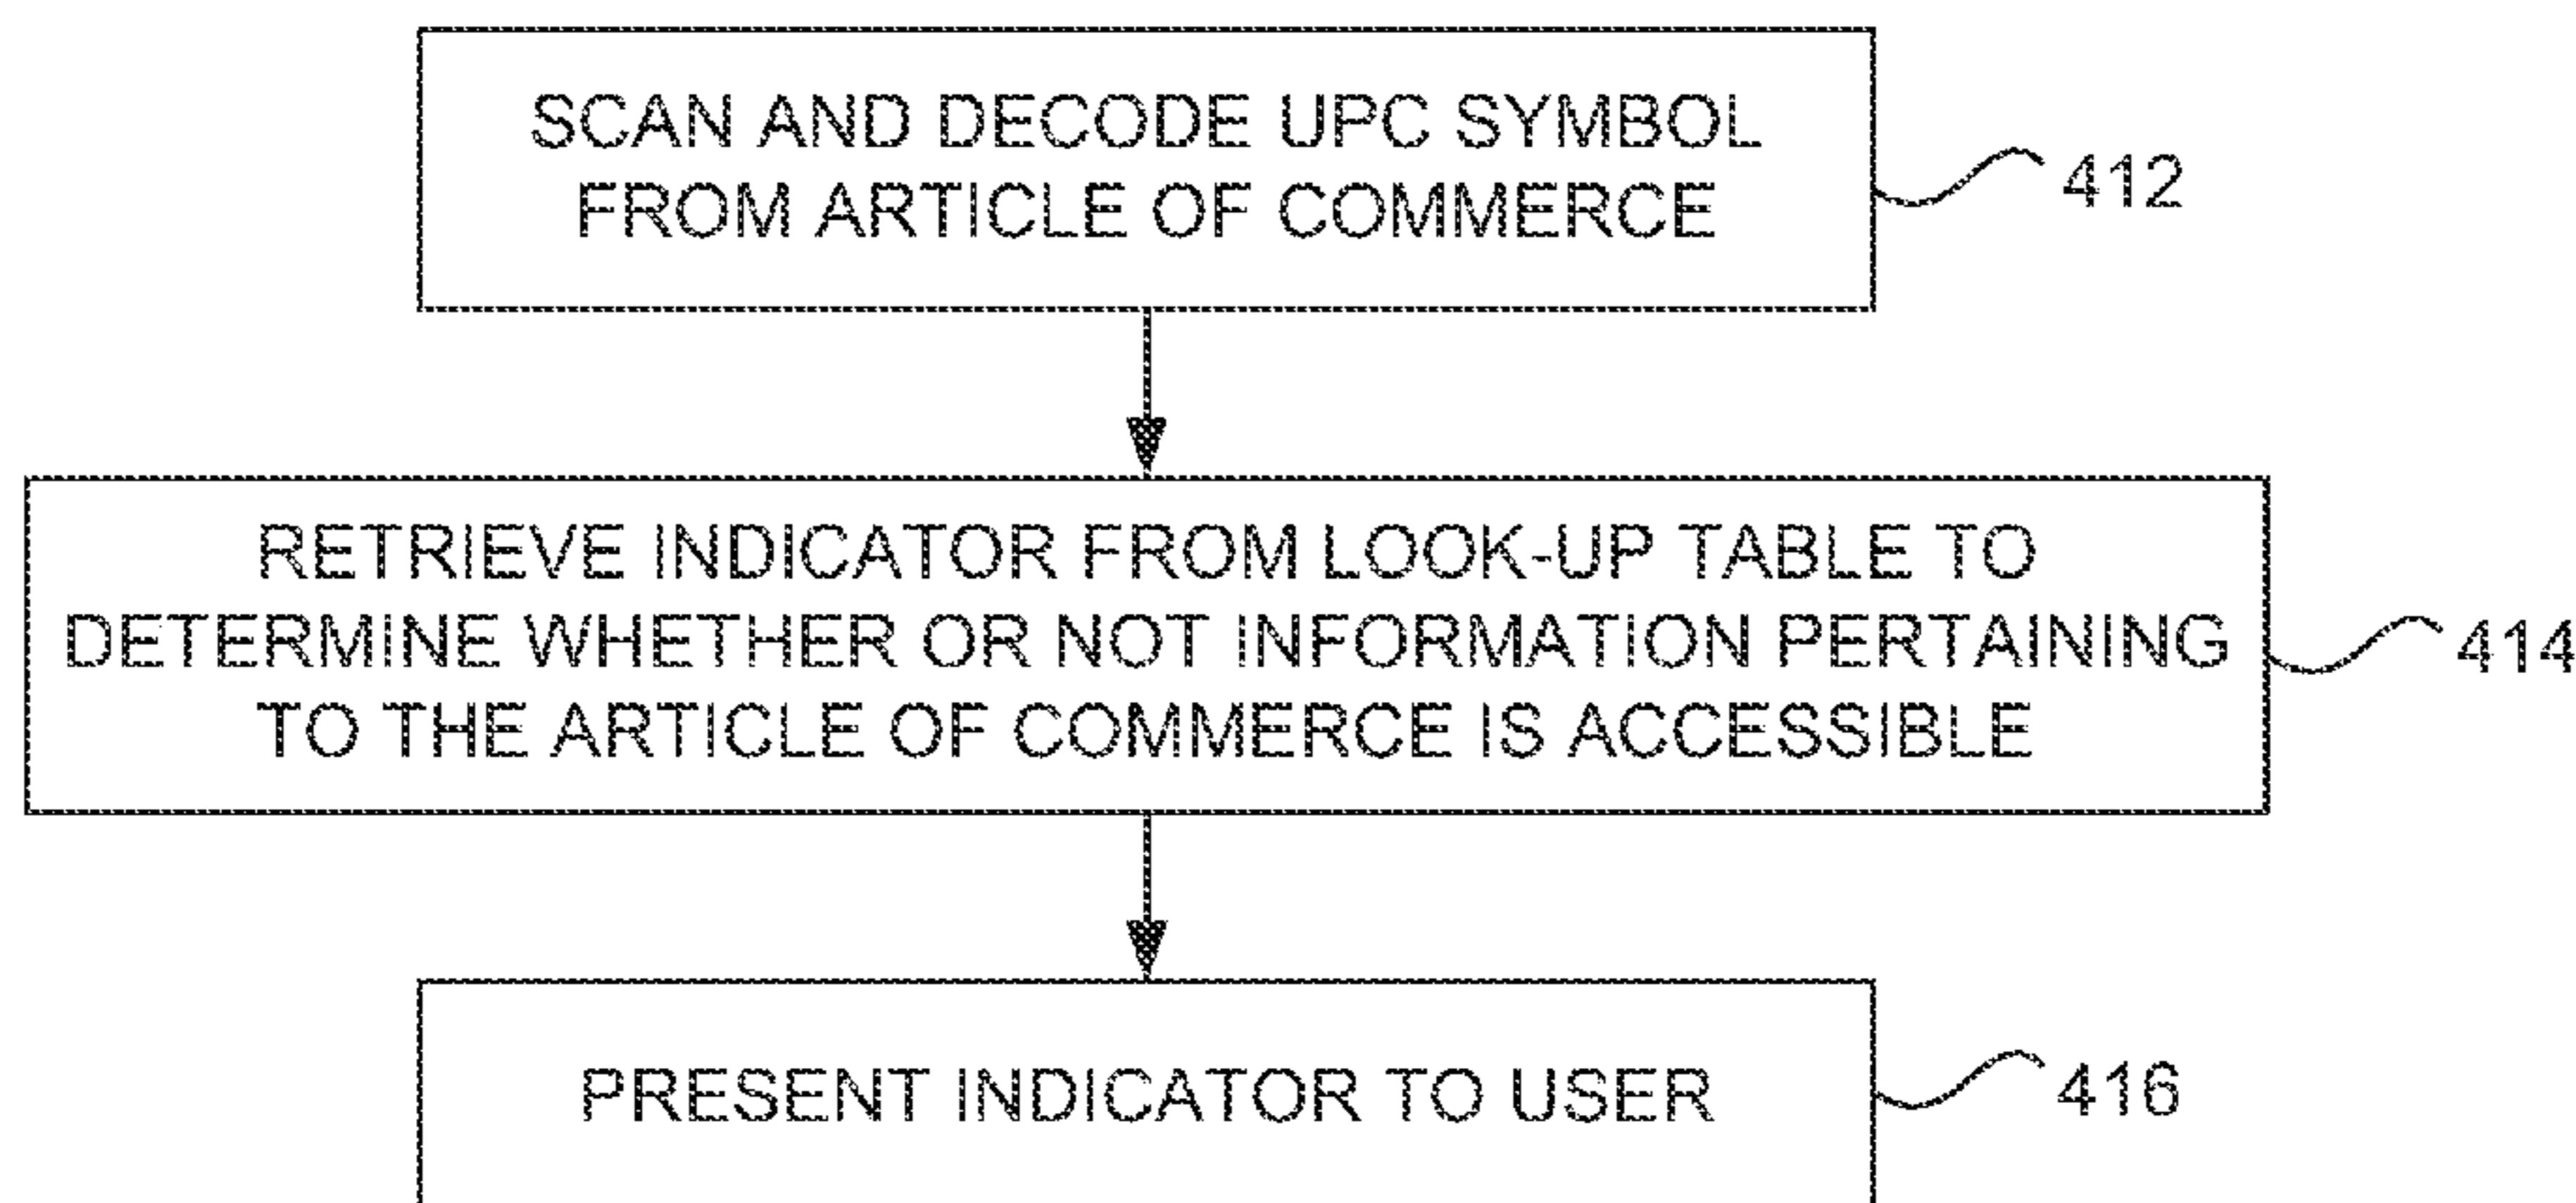 SCAN AND DECODE UPC SYMBOL
FROM ARTICLE OF COMMERCE
412
RETRIEVE INDICATOR FROM LOOK-UP TABLE TO
DETERMINE WHETHER OR NOT INFORMATION PERTAINING
TO THE ARTICLE OF COMMERCE IS ACCESSIBLE
414
PRESENT INDICATOR TO USER
416